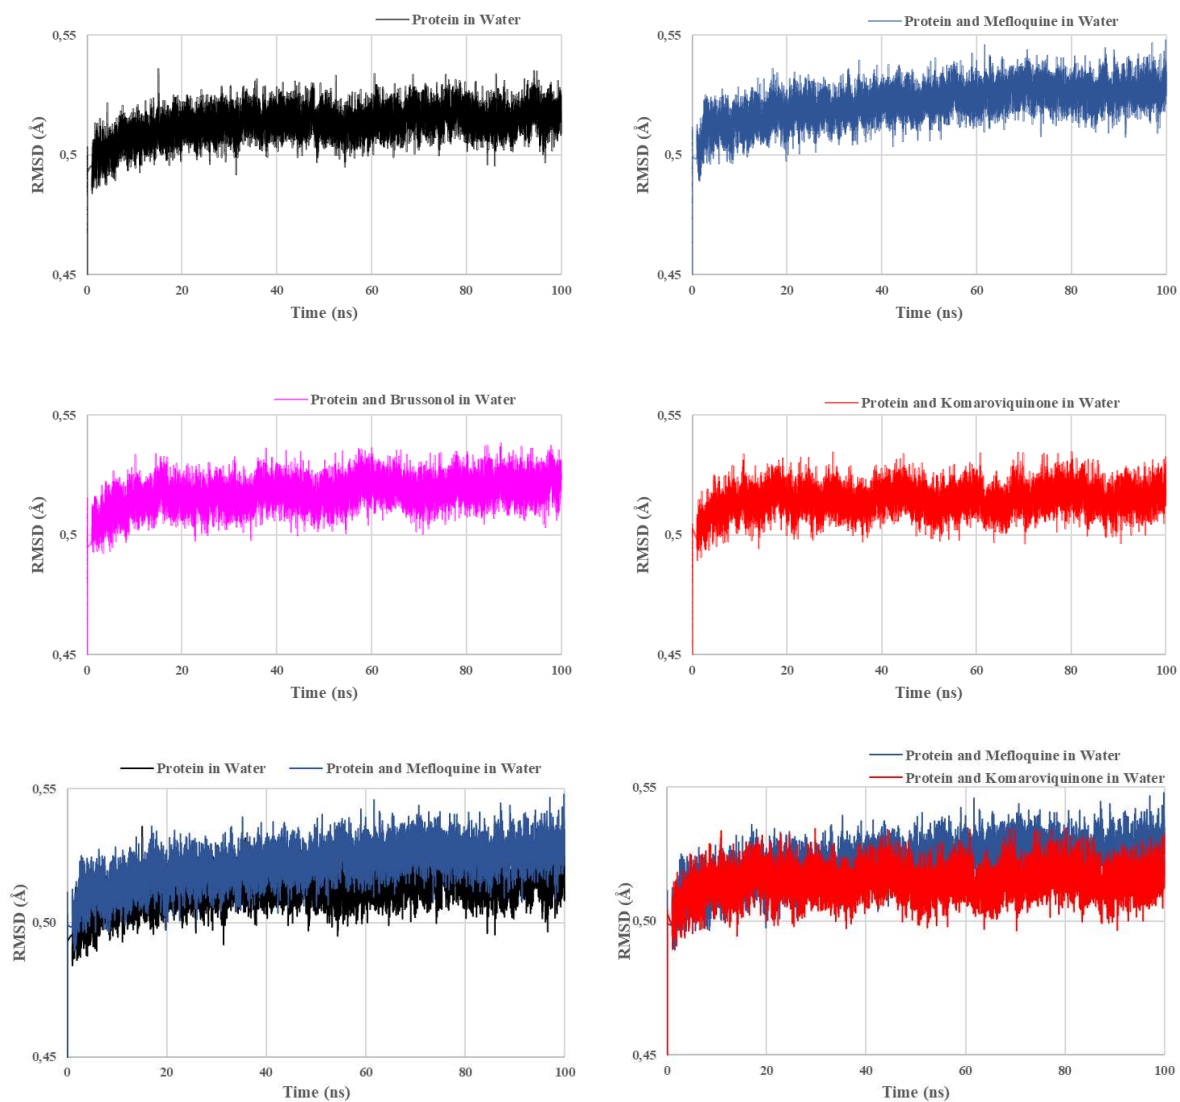 Protein in Water
0,55
0,5
0,45
RMSD (Å)
0 20 40 60 80 100
Time (ns)
Protein and Mefloquine in Water
0,55
0,5
0,45
RMSD (Å)
0 20 40 60 80 100
Time (ns)
Protein and Brussonol in Water
0,55
0,5
0,45
RMSD (Å)
0 20 40 60 80 100
Time (ns)
Protein and Komaroviquinone in Water
0,55
0,5
0,45
RMSD (Å)
0 20 40 60 80 100
Time (ns)
Protein in Water Protein and Mefloquine in Water
0,55
0,50
0,45
RMSD (Å)
0 20 40 60 80 100
Time (ns)
Protein and Mefloquine in Water
Protein and Komaroviquinone in Water
0,55
0,50
0,45
RMSD (Å)
0 20 40 60 80 100
Time (ns)